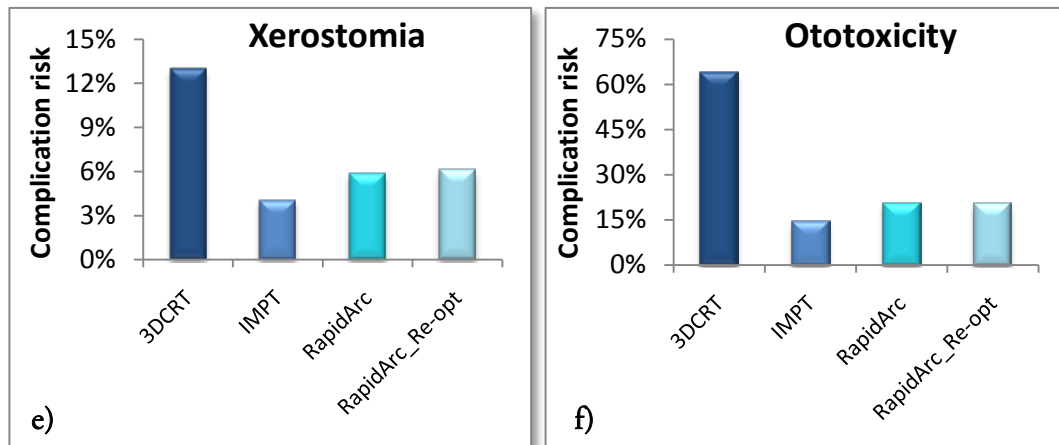 Xerostomia
Complication risk
15%
12%
9%
6%
3%
0%
3DCRT
IMPT
RapidArc
RapidArc_Re-opt
e)
Ototoxicity
Complication risk
75%
60%
45%
30%
15%
0%
3DCRT
IMPT
RapidArc
RapidArc_Re-opt
f)